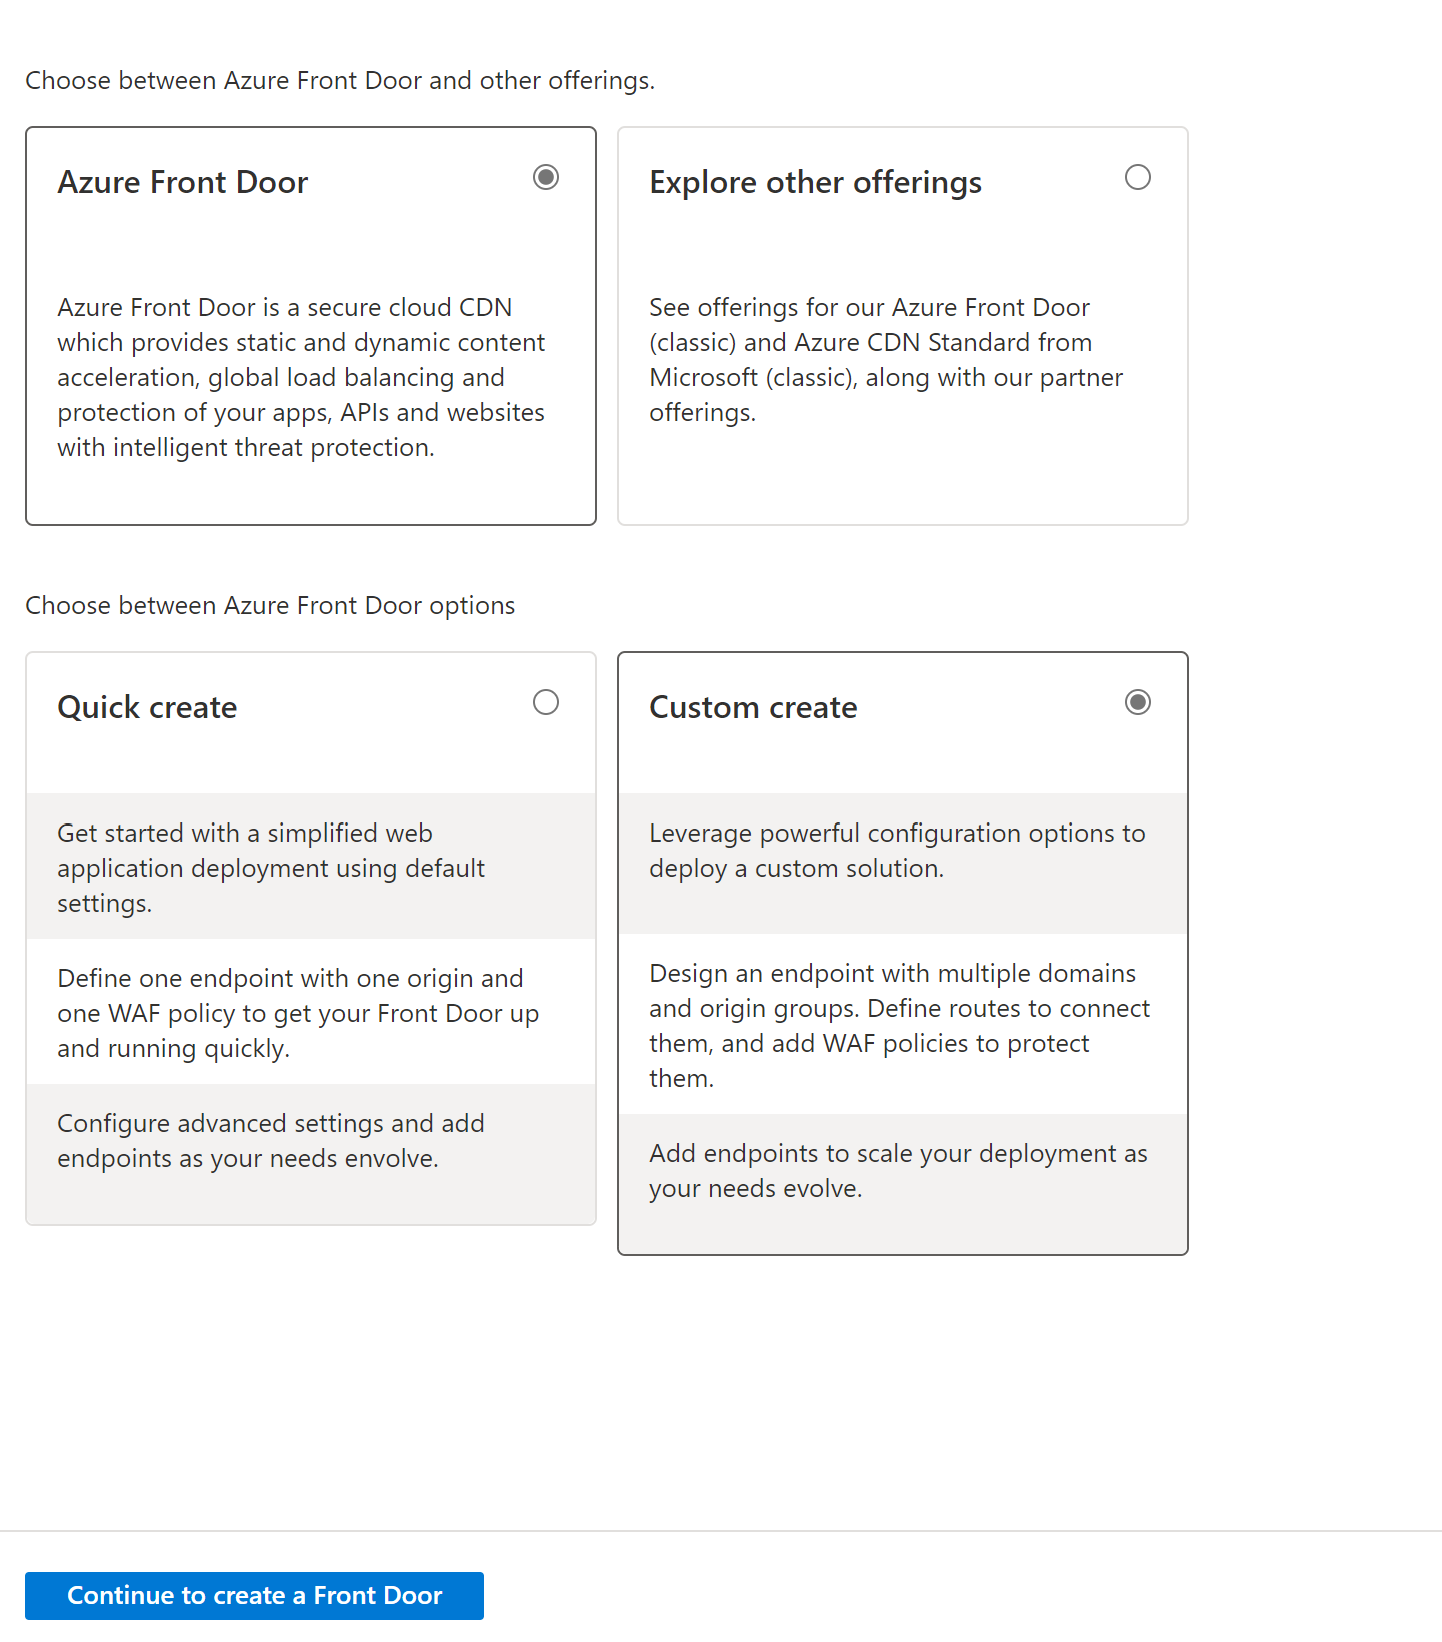 Choose between Azure Front Door and other offerings.
Azure Front Door
Azure Front Door is a secure cloud CDN
which provides static and dynamic content
acceleration, global load balancing and
protection of your apps, APIs and websites
with intelligent threat protection.
Explore other offerings
See offerings for our Azure Front Door
(classic) and Azure CDN Standard from
Microsoft (classic), along with our partner
offerings.
Choose between Azure Front Door options
Quick create
Get started with a simplified web
application deployment using default
settings.
Define one endpoint with one origin and
one WAF policy to get your Front Door up
and running quickly.
Configure advanced settings and add
endpoints as your needs envolve.
Custom create
Leverage powerful configuration options to
deploy a custom solution.
Design an endpoint with multiple domains
and origin groups. Define routes to connect
them, and add WAF policies to protect
them.
Add endpoints to scale your deployment as
your needs evolve.
Continue to create a Front Door